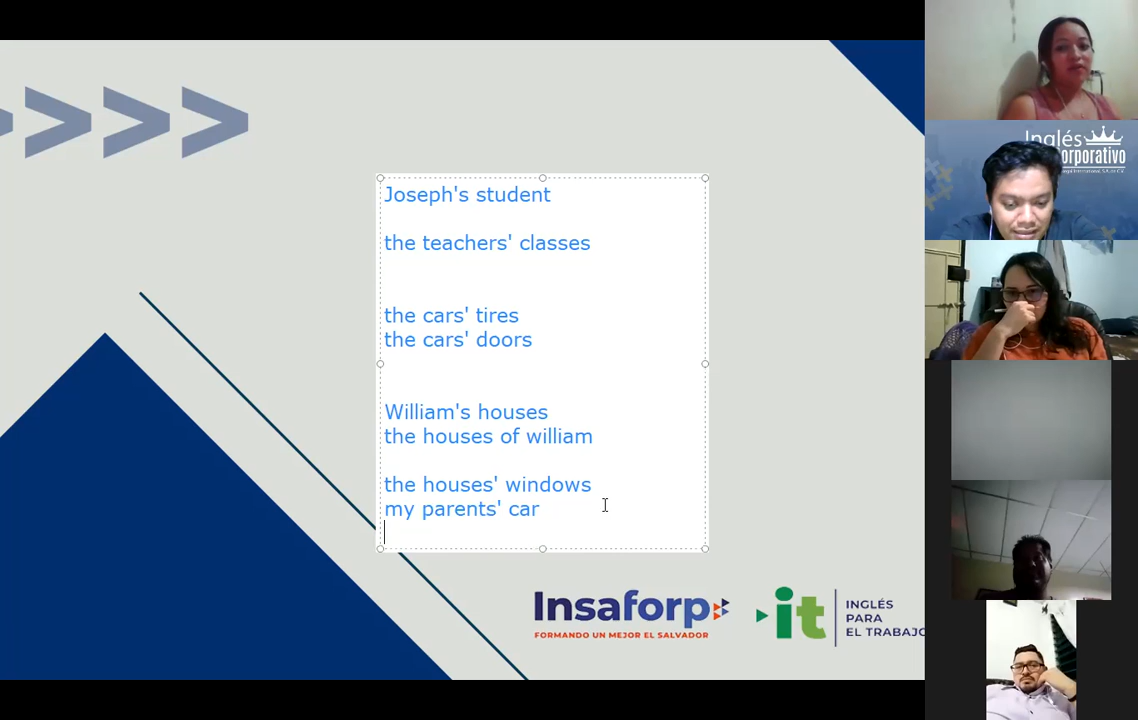 Joseph's student
the teachers' classes
the cars' tires
the cars' doors
William's houses
the houses of william
the houses' windows
my parents' car
Insaforp
FORMANDO UN MEJOR EL SALVADOR
it
INGLÉS
PARA
EL TRABAJO
Inglés
orporativo